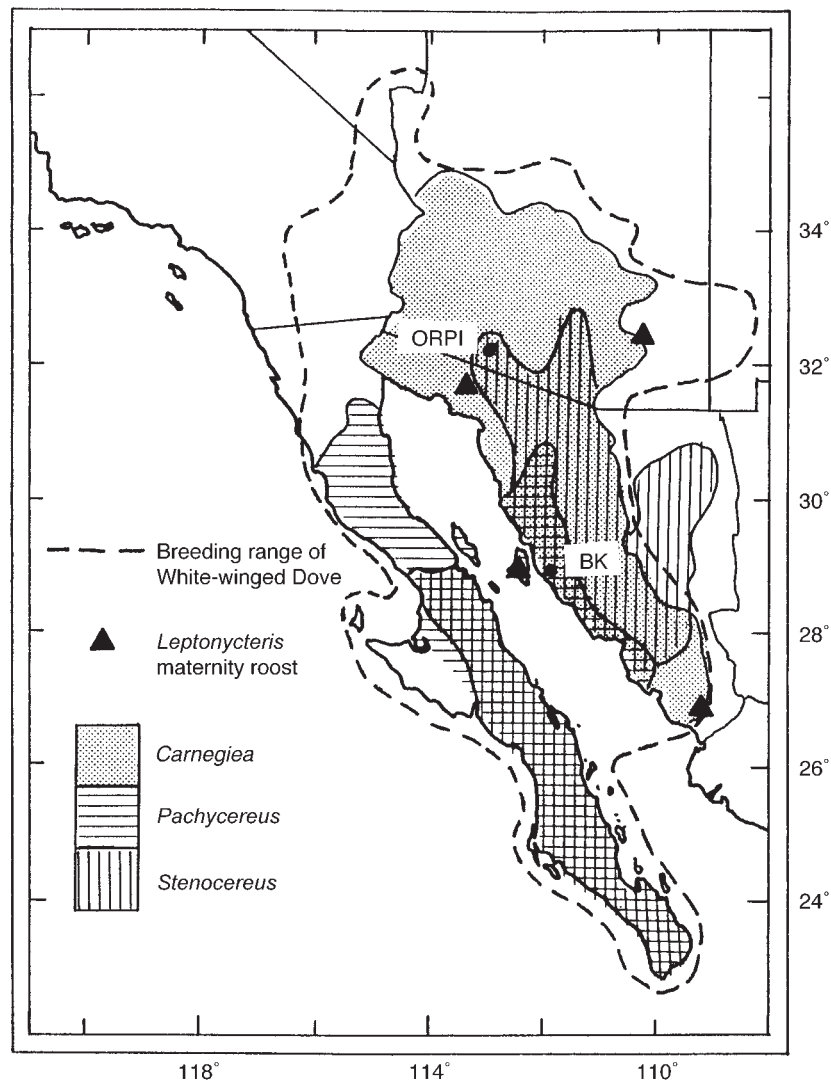 34°
ORPI
32°
30°
BK
Breeding range of
White-winged Dove
28°
Leptonycteris
maternity roost
Carnegiea
26°
Pachycereus
Stenocereus
24°
118°
114°
110°